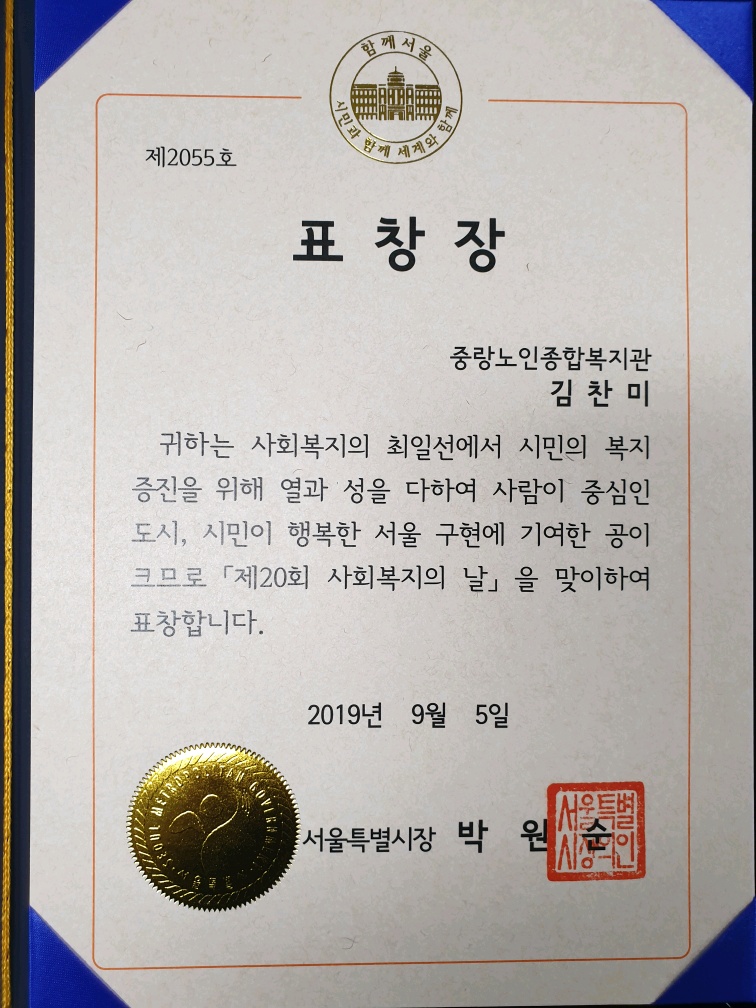 함께서울
시민과 함께 세계와 함께
제2055호
표 창 장
중랑노인종합복지관
김 찬 미
귀하는 사회복지의 최일선에서 시민의 복지
증진을 위해 열과 성을 다하여 사람이 중심인
도시, 시민이 행복한 서울 구현에 기여한 공이
크므로 「제20회 사회복지의 날」을 맞이하여
표창합니다.
2019년 9월 5일
SEOUL METROPOLITAN GOVERNMENT
서울특별시장 박 원 순
서울특별
시장의인